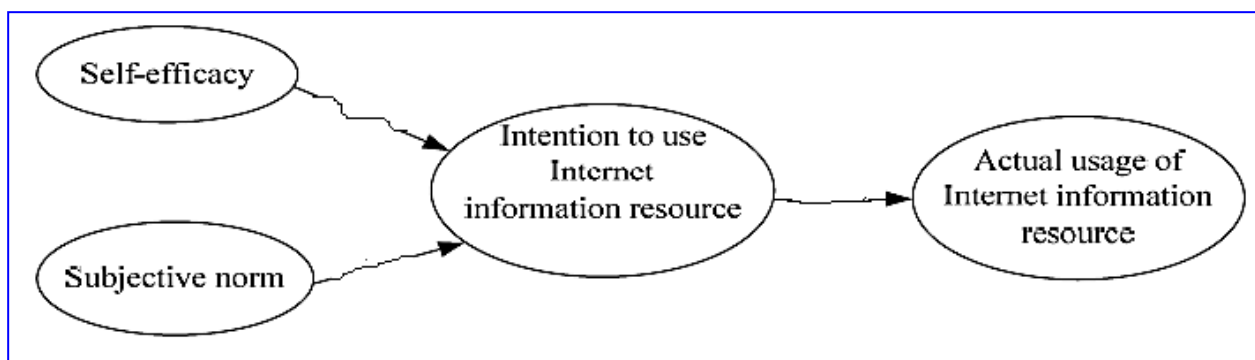 Self-efficacy
Intention to use
Internet
information resource
Actual usage of
Internet information
resource
Subjective norm